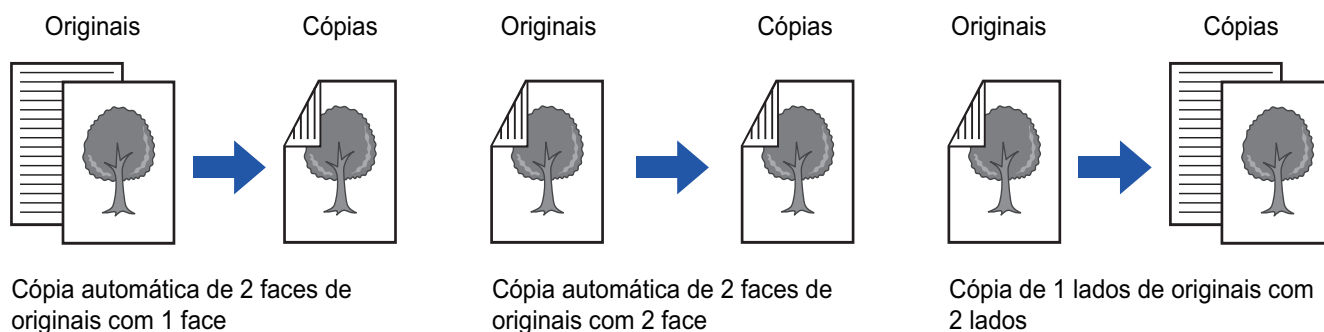 Originais
Cópias
Originais
Cópias
Originais
Cópias
Cópia automática de 2 faces de
originais com 1 face
Cópia automática de 2 faces de
originais com 2 face
Cópia de 1 lados de originais com
2 lados